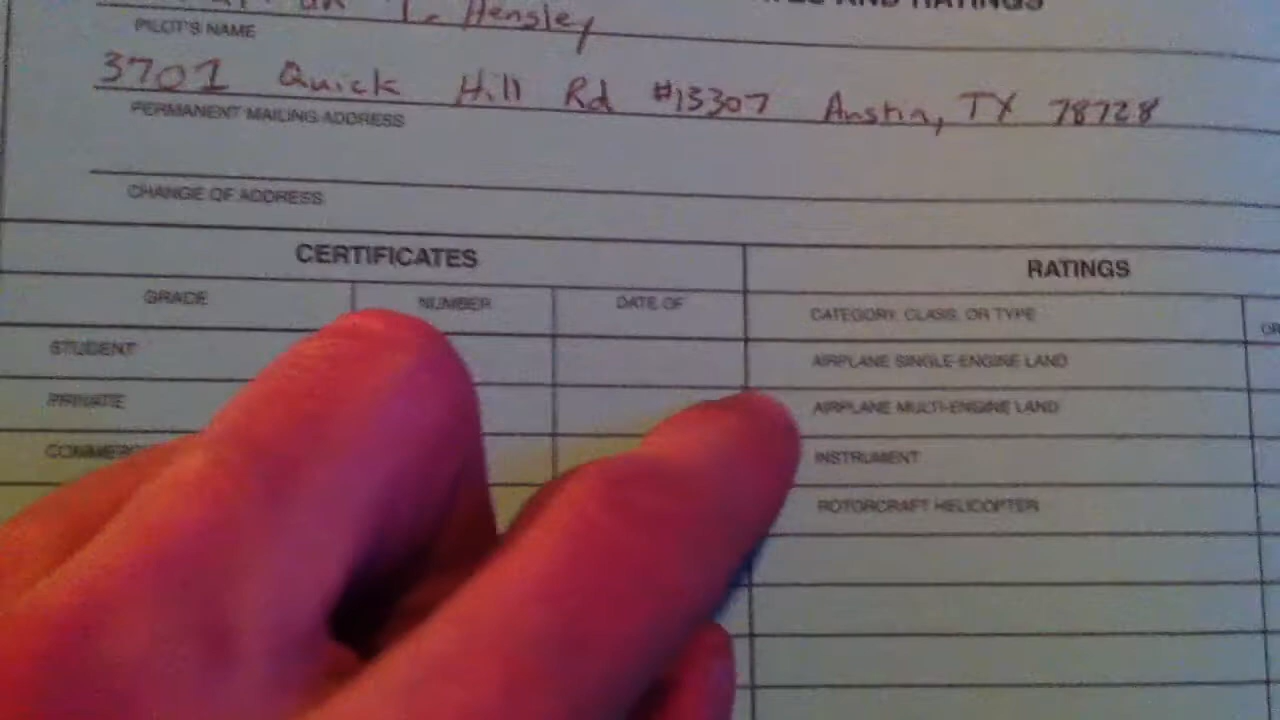 AND RATINGS
L. Hensley
PILOT'S NAME
3701 Quick Hill Rd #13307 Austin, TX 78728
PERMANENT MAILING ADDRESS
CHANGE OF ADDRESS
CERTIFICATES
RATINGS
GRADE NUMBER DATE OF
CATEGORY, CLASS, OR TYPE
STUDENT
AIRPLANE SINGLE-ENGINE LAND
PRIVATE
AIRPLANE MULTI-ENGINE LAND
INSTRUMENT
ROTORCRAFT HELICOPTER